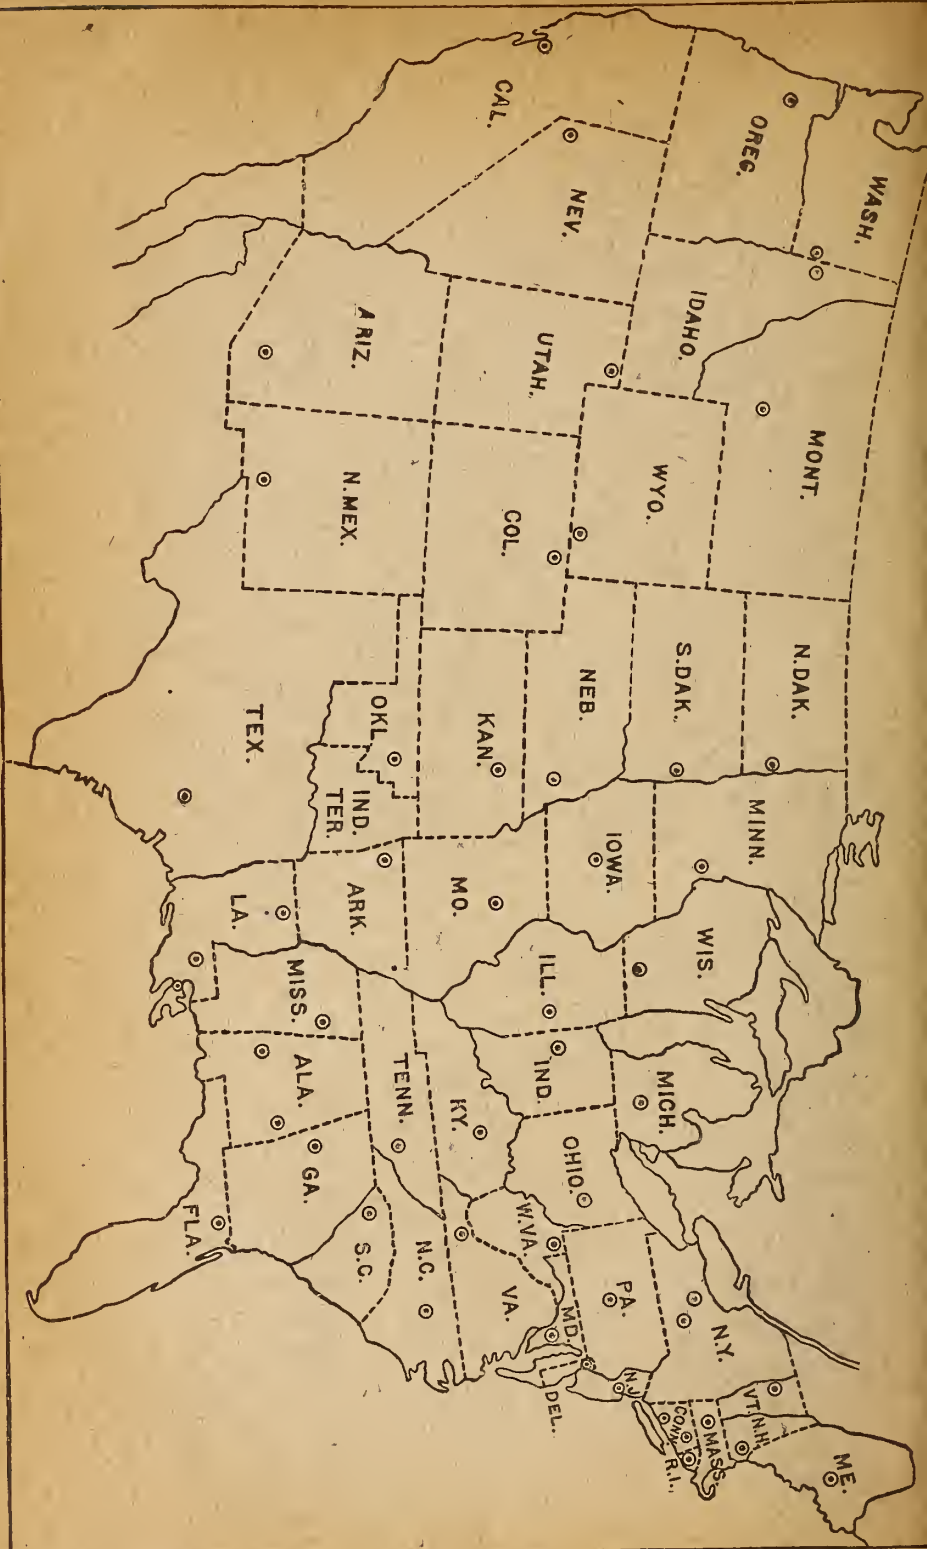 WASH.
OREG.
CAL.
NEV.
IDAHO.
MONT.
WYO.
UTAH.
ARIZ.
COL.
N.MEX.
N.DAK.
S.DAK.
NEB.
KAN.
OKL
IND.
TER.
TEX.
MINN.
IOWA.
MO.
ARK.
LA.
WIS.
ILL.
MICH.
IND.
OHIO.
KY.
TENN.
MISS.
ALA.
GA.
FLA.
S.C.
N.C.
VA.
W.VA.
MD.
DEL.
PA.
N.J.
N.Y.
CONN.
R.I.,
MASS.
VT.
N.H.
ME.